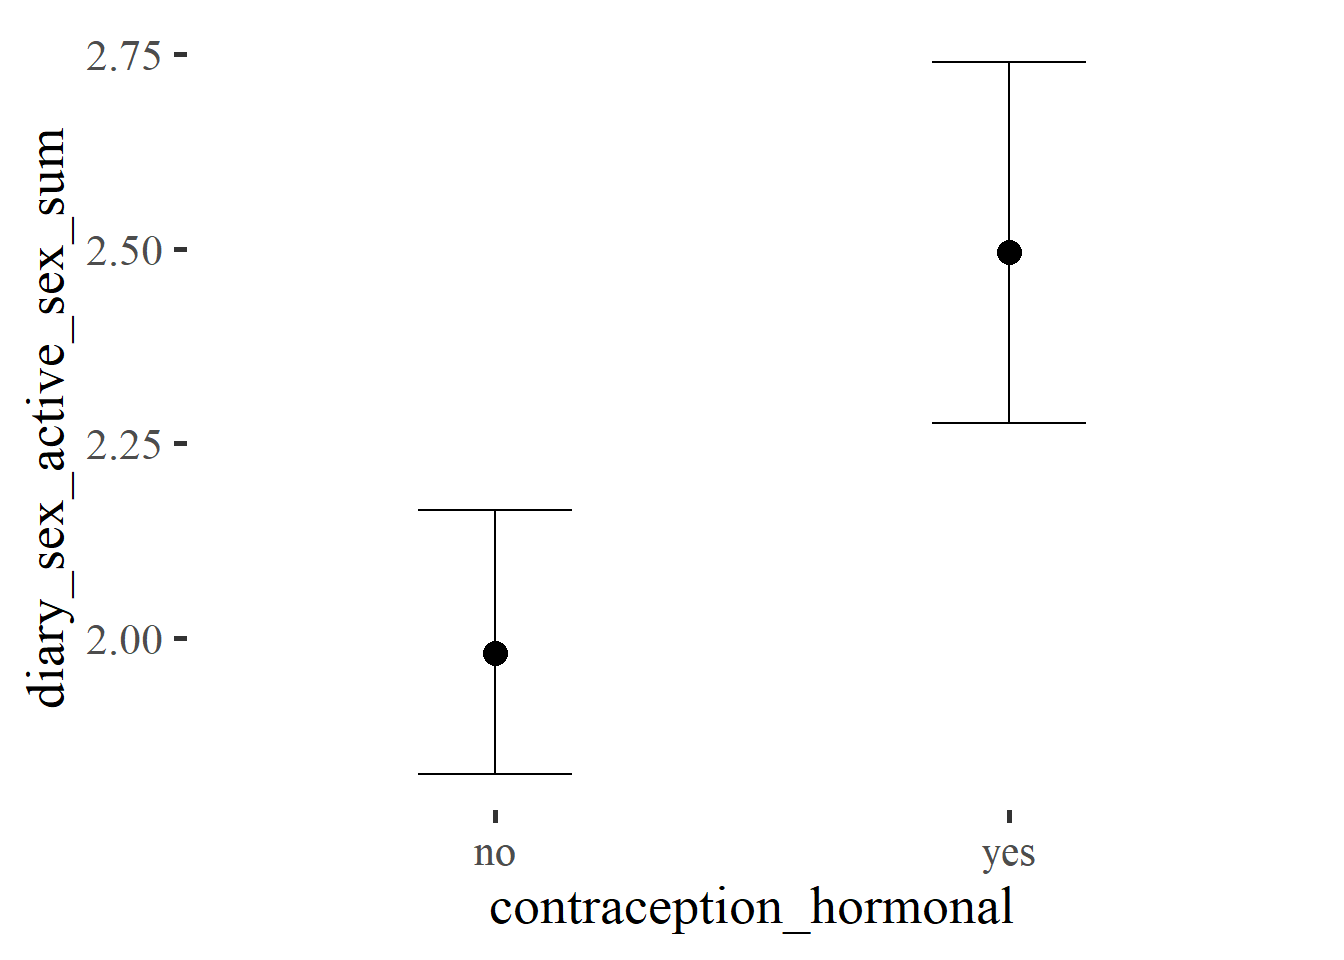 2.75
2.50
2.25
2.00
diary_sex_active_sex_sum
no
yes
contraception_hormonal